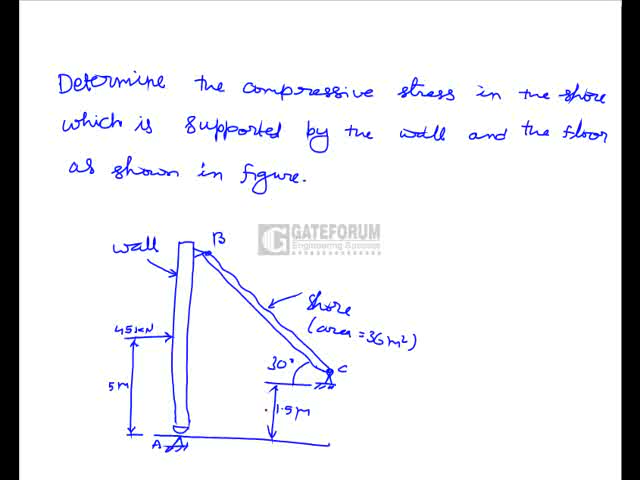 Determine the compressive stress in the shore
which is supported by the wall and the floor
as shown in figure.
GATEFORUM
Engineering Success
wall
B
shore
(area = 36 m²)
45 kN
30°
C
5 m
1.5 m
A